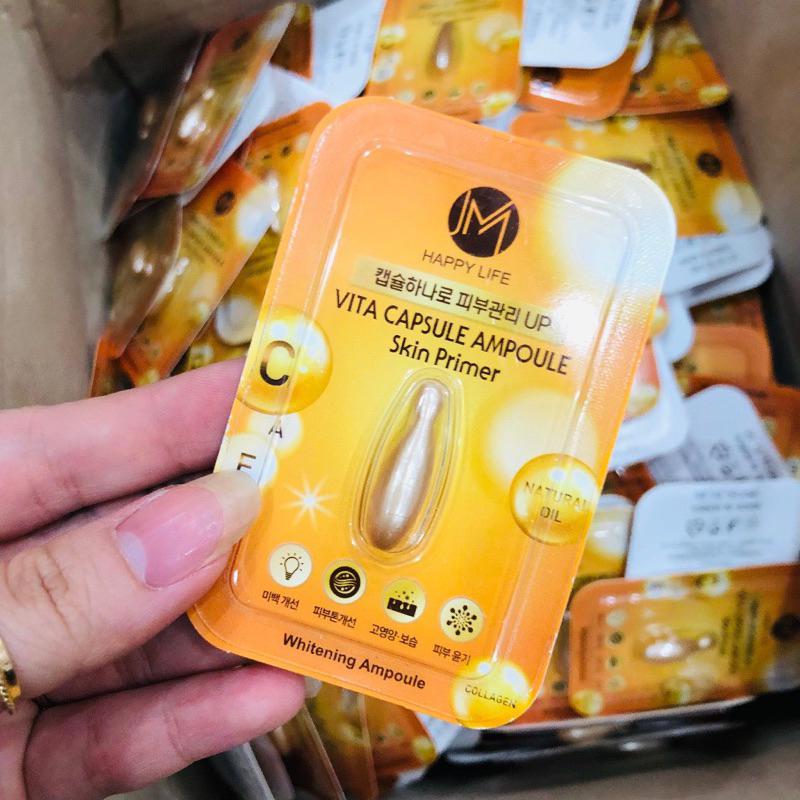 JM
HAPPY LIFE
캡슐하나로 피부관리 UP
VITA CAPSULE AMPOULE
Skin Primer
C
A
E
NATURAL
OIL
미백 개선
피부톤개선
고영양·보습
피부 윤기
Whitening Ampoule
COLLAGEN